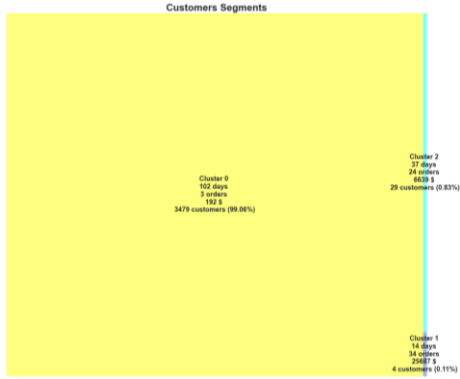 Customers Segments
Cluster 0
102 days
3 orders
192 $
3479 customers (99.06%)
Cluster 2
37 days
24 orders
6639 $
29 customers (0.83%)
Cluster 1
14 days
34 orders
$
4 customers (0.11%)